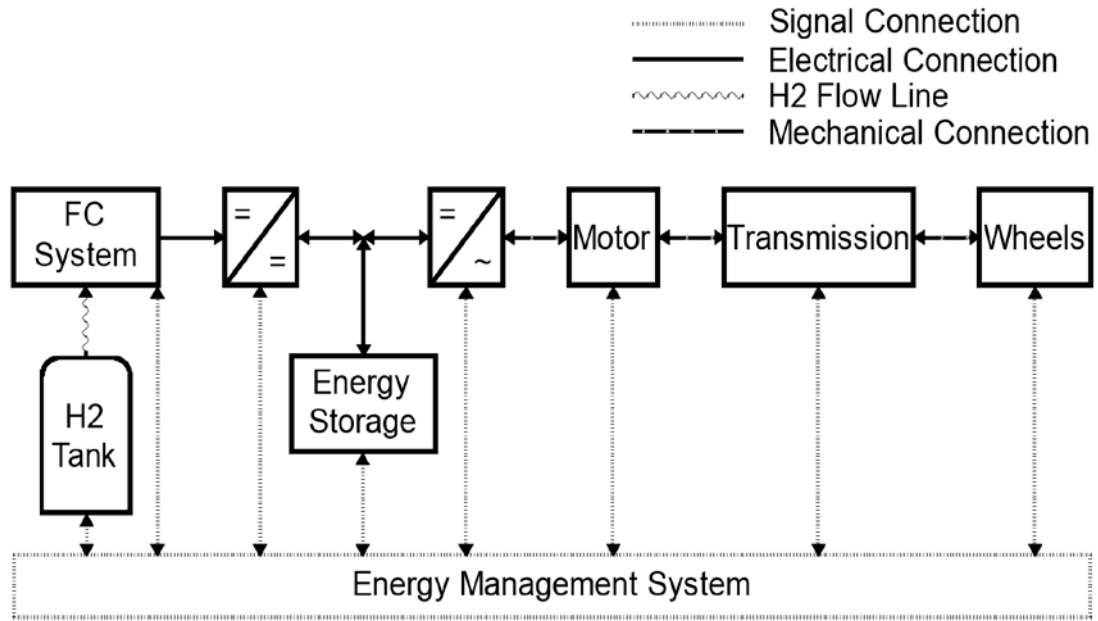 Signal Connection
Electrical Connection
H2 Flow Line
Mechanical Connection
FC
System
=
=
=
~
Motor
Transmission
Wheels
H2
Tank
Energy
Storage
Energy Management System